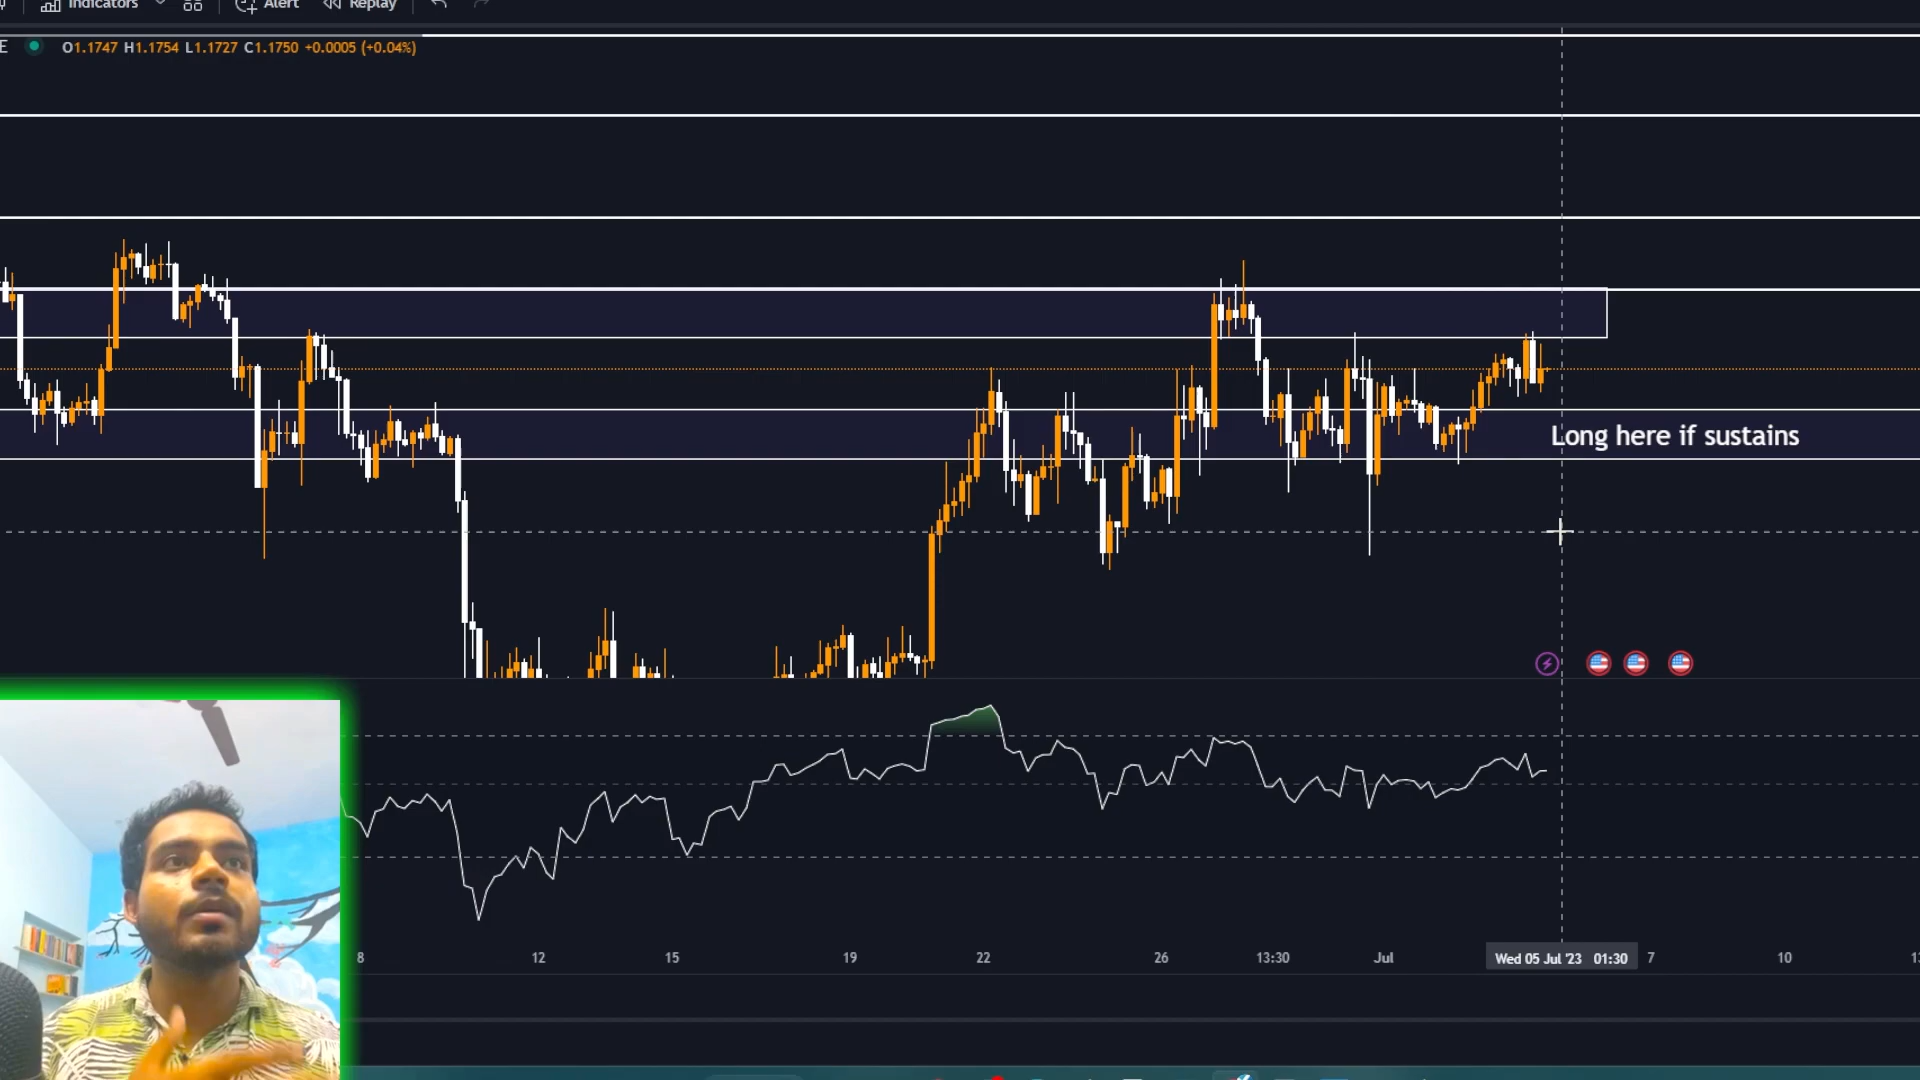 Indicators Alert Replay
E O1.1747 H1.1754 L1.1727 C1.1750 +0.0005 (+0.04%)
Long here if sustains
8 12 15 19 22 26 13:30 Jul Wed 05 Jul '23 01:30 7 10